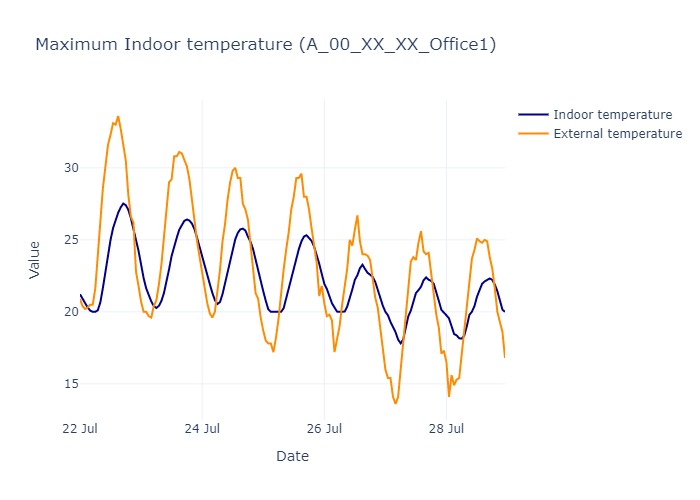 Maximum Indoor temperature (A_00_XX_XX_Office1)
Indoor temperature
External temperature
30
25
20
15
Value
22 Jul
24 Jul
26 Jul
28 Jul
Date